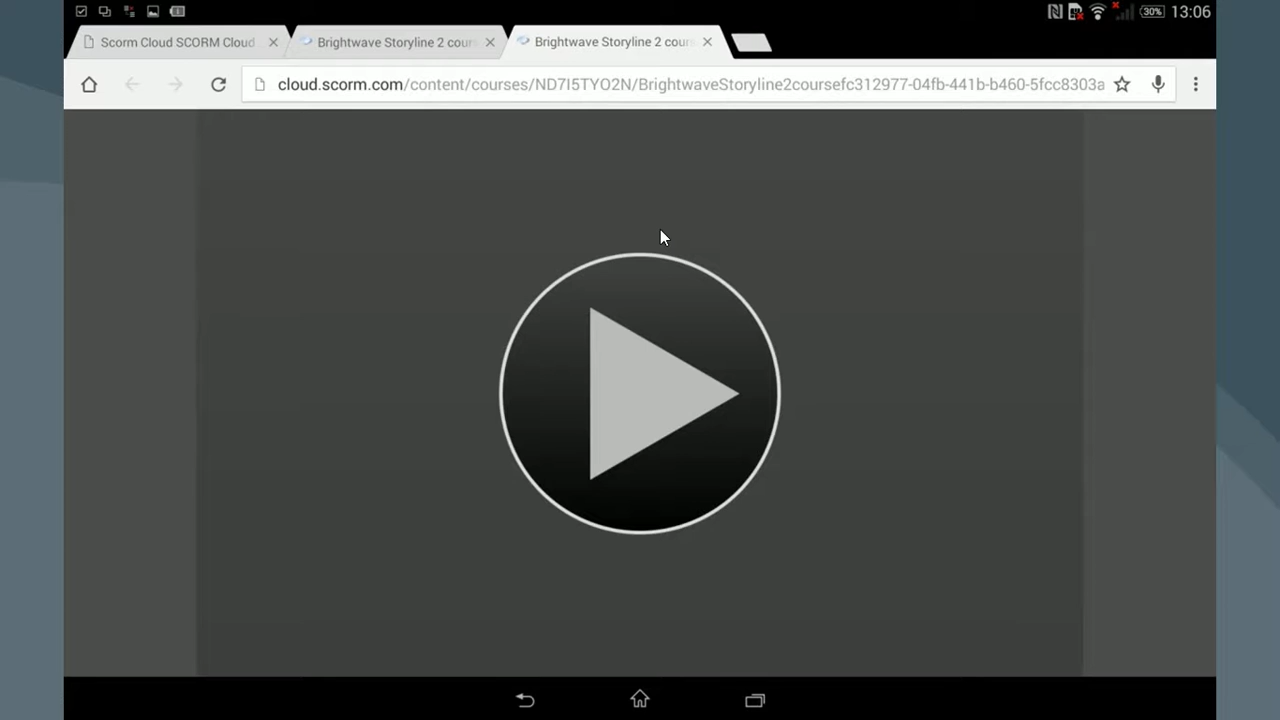 30% 13:06
Scorm Cloud SCORM Cloud
Brightwave Storyline 2 cour
Brightwave Storyline 2 cour
cloud.scorm.com/content/courses/ND7I5TYO2N/BrightwaveStoryline2coursefc312977-04fb-441b-b460-5fcc8303a